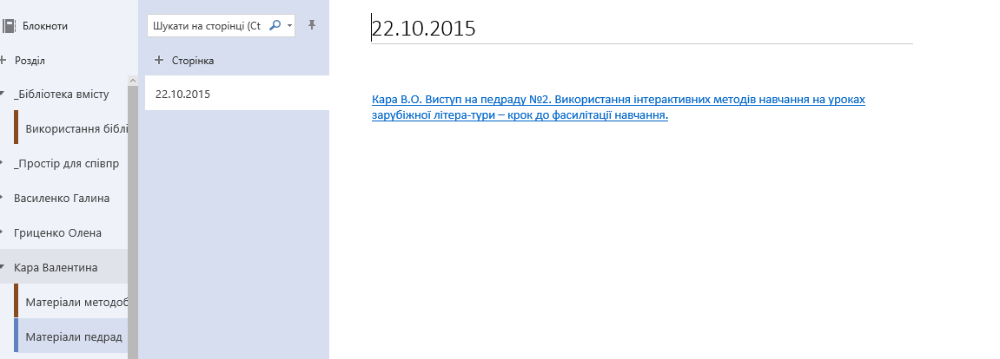 Блокноти
Розділ
_Бібліотека вмісту
Використання бібл
_Простір для співпр
Василенко Галина
Гриценко Олена
Кара Валентина
Матеріали методоб
Матеріали педрад
Шукати на сторінці (Ct
Сторінка
22.10.2015
22.10.2015
Кара В.О. Виступ на педраду №2. Використання інтерактивних методів навчання на уроках
зарубіжної літера-тури – крок до фасилітації навчання.